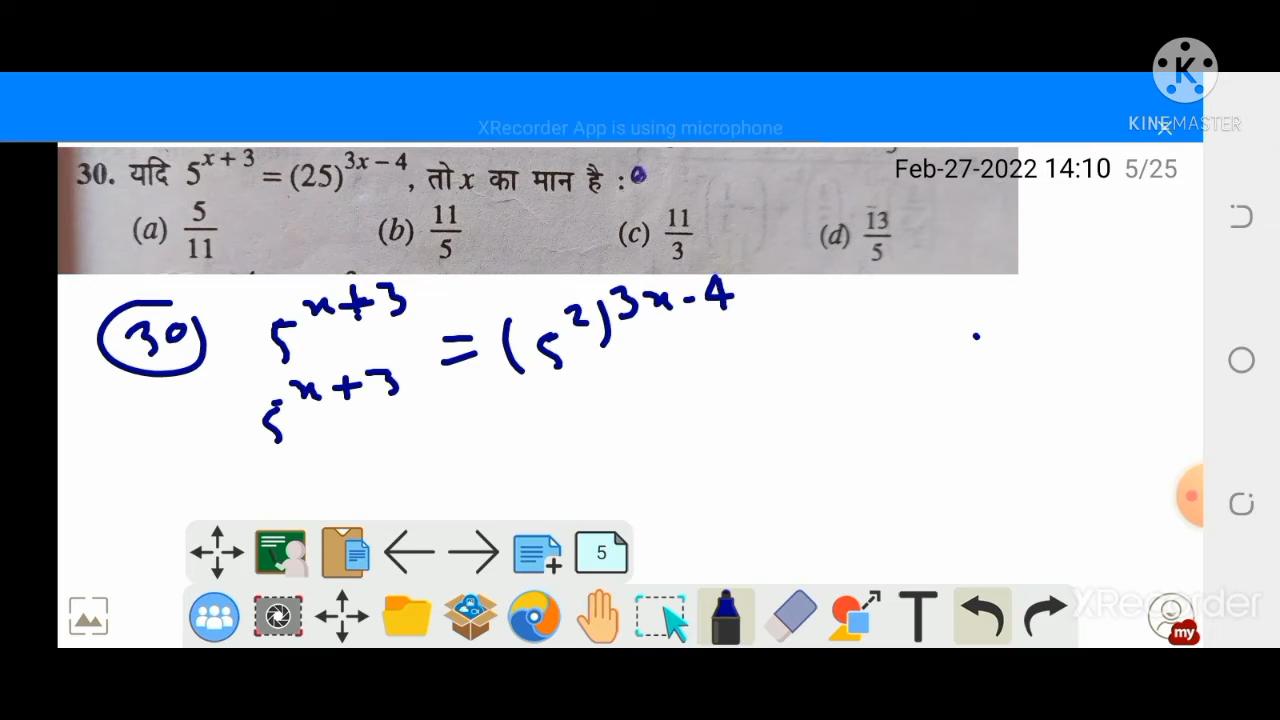 K
KINEMASTER
XRecorder App is using microphone
Feb-27-2022 14:10 5/25
30. यदि 5^{x + 3} = (25)^{3x – 4}, तो x का मान है :
(a) 5/11 (b) 11/5 (c) 11/3 (d) 13/5
30 5^{x+3} = (5^2)^{3x-4}
5^{x+3}
5
T
my
XRecorder